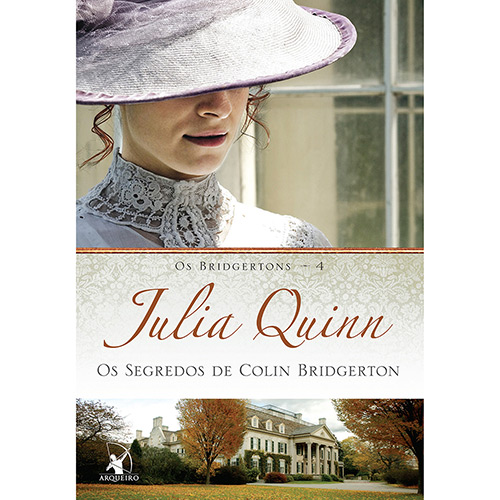 Os Bridgertons ~ 4
Julia Quinn
Os Segredos de Colin Bridgerton
ARQUEIRO